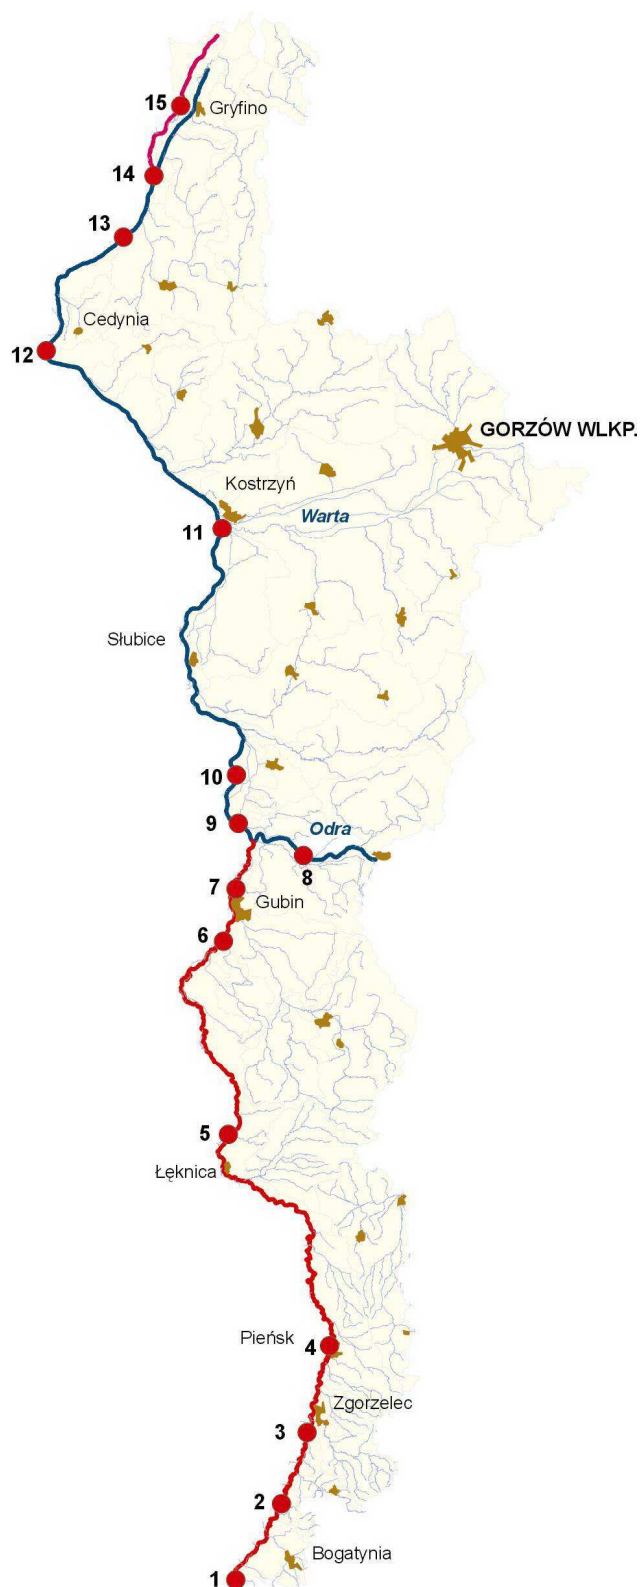 15
Gryfino
14
13
Cedynia
12
GORZÓW WLKP.
Kostrzyń
Warta
11
Słubice
10
9
Odra
8
7
Gubin
6
5
Łęknica
Pieńsk
4
Zgorzelec
3
2
Bogatynia
1